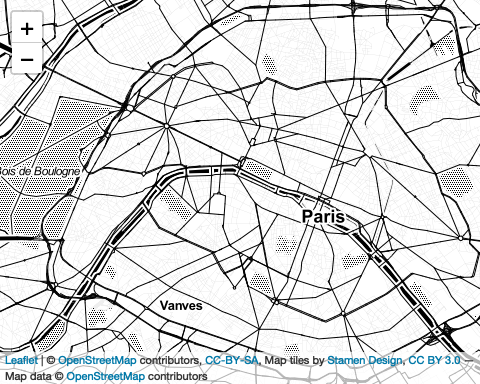 +
−
Bois de Boulogne
Paris
Vanves
Leaflet | © OpenStreetMap contributors, CC-BY-SA, Map tiles by Stamen Design, CC BY 3.0 —
Map data © OpenStreetMap contributors